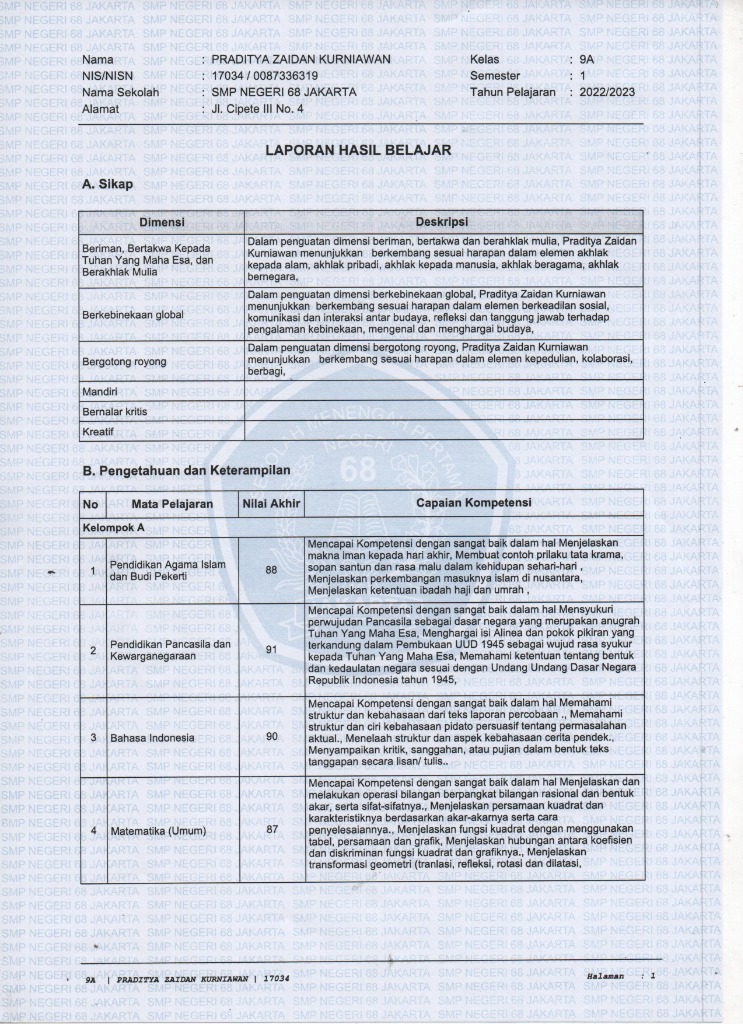 Nama : PRADITYA ZAIDAN KURNIAWAN Kelas : 9A
NIS/NISN : 17034 / 0087336319 Semester : 1
Nama Sekolah : SMP NEGERI 68 JAKARTA Tahun Pelajaran : 2022/2023
Alamat : Jl. Cipete III No. 4
LAPORAN HASIL BELAJAR
A. Sikap
Dimensi Deskripsi
Beriman, Bertakwa Kepada
Tuhan Yang Maha Esa, dan
Berakhlak Mulia
Dalam penguatan dimensi beriman, bertakwa dan berahklak mulia, Praditya Zaidan
Kurniawan menunjukkan berkembang sesuai harapan dalam elemen akhlak
kepada alam, akhlak pribadi, akhlak kepada manusia, akhlak beragama, akhlak
bernegara,
Berkebinekaan global
Dalam penguatan dimensi berkebinekaan global, Praditya Zaidan Kurniawan
menunjukkan berkembang sesuai harapan dalam elemen berkeadilan sosial,
komunikasi dan interaksi antar budaya, refleksi dan tanggung jawab terhadap
pengalaman kebinekaan, mengenal dan menghargai budaya,
Bergotong royong
Dalam penguatan dimensi bergotong royong, Praditya Zaidan Kurniawan
menunjukkan berkembang sesuai harapan dalam elemen kepedulian, kolaborasi,
berbagi,
Mandiri
Bernalar kritis
Kreatif
B. Pengetahuan dan Keterampilan
No Mata Pelajaran Nilai Akhir Capaian Kompetensi
Kelompok A
1 Pendidikan Agama Islam
dan Budi Pekerti
88
Mencapai Kompetensi dengan sangat baik dalam hal Menjelaskan
makna iman kepada hari akhir, Membuat contoh prilaku tata krama,
sopan santun dan rasa malu dalam kehidupan sehari-hari ,
Menjelaskan perkembangan masuknya islam di nusantara,
Menjelaskan ketentuan ibadah haji dan umrah ,
2 Pendidikan Pancasila dan
Kewarganegaraan
91
Mencapai Kompetensi dengan sangat baik dalam hal Mensyukuri
perwujudan Pancasila sebagai dasar negara yang merupakan anugrah
Tuhan Yang Maha Esa, Menghargai isi Alinea dan pokok pikiran yang
terkandung dalam Pembukaan UUD 1945 sebagai wujud rasa syukur
kepada Tuhan Yang Maha Esa, Memahami ketentuan tentang bentuk
dan kedaulatan negara sesuai dengan Undang Undang Dasar Negara
Republik Indonesia tahun 1945,
3 Bahasa Indonesia 90
Mencapai Kompetensi dengan sangat baik dalam hal Memahami
struktur dan kebahasaan dari teks laporan percobaan ., Memahami
struktur dan ciri kebahasaan pidato persuasif tentang permasalahan
aktual., Menelaah struktur dan aspek kebahasaan cerita pendek.,
Menyampaikan kritik, sanggahan, atau pujian dalam bentuk teks
tanggapan secara lisan/ tulis..
4 Matematika (Umum) 87
Mencapai Kompetensi dengan sangat baik dalam hal Menjelaskan dan
melakukan operasi bilangan berpangkat bilangan rasional dan bentuk
akar, serta sifat-sifatnya., Menjelaskan persamaan kuadrat dan
karakteristiknya berdasarkan akar-akarnya serta cara
penyelesaiannya., Menjelaskan fungsi kuadrat dengan menggunakan
tabel, persamaan dan grafik, Menjelaskan hubungan antara koefisien
dan diskriminan fungsi kuadrat dan grafiknya., Menjelaskan
transformasi geometri (tranlasi, refleksi, rotasi dan dilatasi,
9A | PRADITYA ZAIDAN KURNIAWAN | 17034 Halaman : 1